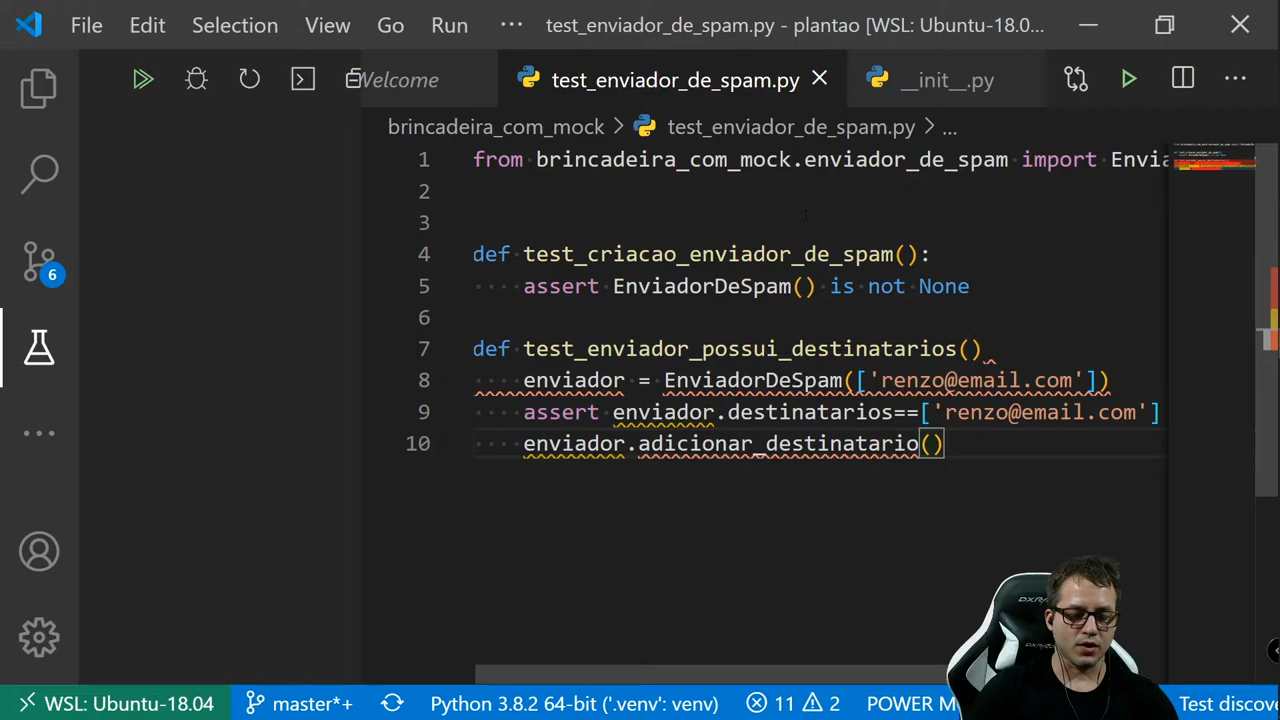 File Edit Selection View Go Run ··· test_enviador_de_spam.py - plantao [WSL: Ubuntu-18.0...
Welcome test_enviador_de_spam.py __init__.py ···
brincadeira_com_mock > test_enviador_de_spam.py > ...
1 from brincadeira_com_mock.enviador_de_spam import Envia
2
3
4 def test_criacao_enviador_de_spam():
5 assert EnviadorDeSpam() is not None
6
7 def test_enviador_possui_destinatarios()
8 enviador = EnviadorDeSpam(['renzo@email.com'])
9 assert enviador.destinatarios==['renzo@email.com']
10 enviador.adicionar_destinatario()
6
DXRA
WSL: Ubuntu-18.04 master*+ Python 3.8.2 64-bit ('.venv': venv) 11 2 POWER M Test disco